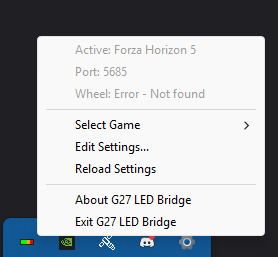 Active: Forza Horizon 5
Port: 5685
Wheel: Error - Not found
Select Game
Edit Settings...
Reload Settings
About G27 LED Bridge
Exit G27 LED Bridge